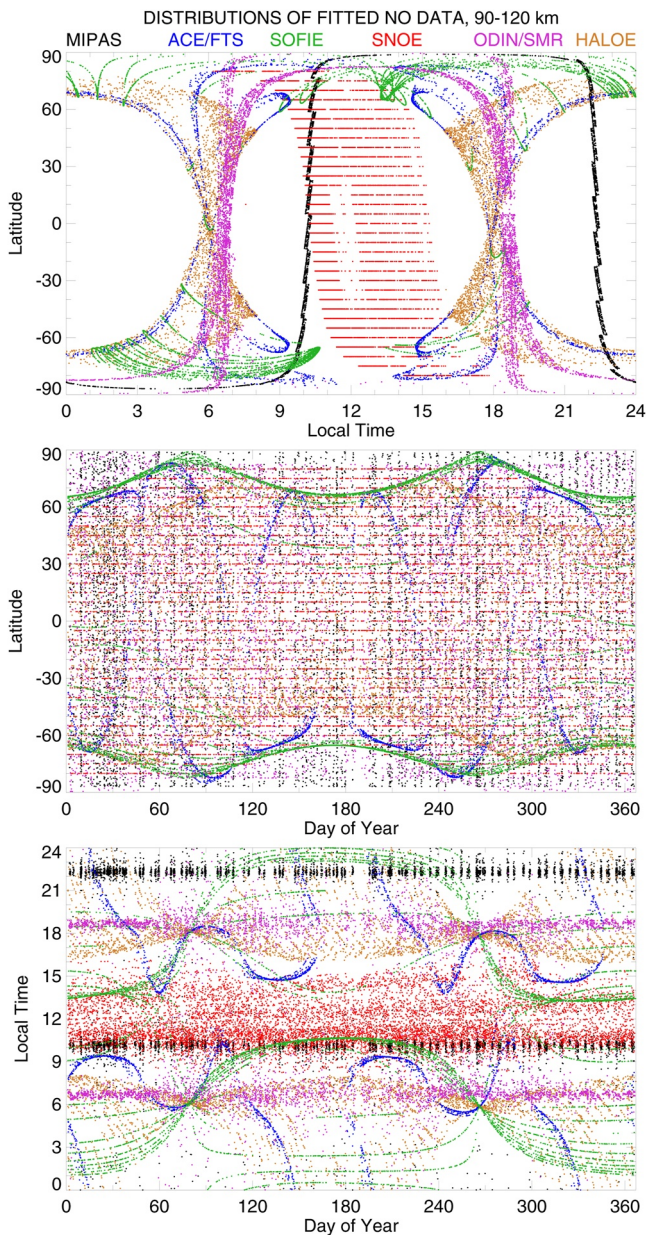 DISTRIBUTIONS OF FITTED NO DATA, 90-120 km
MIPAS ACE/FTS SOFIE SNOE ODIN/SMR HALOE
90
60
30
0
-30
-60
-90
Latitude
0 3 6 9 12 15 18 21 24
Local Time
90
60
30
0
-30
-60
-90
Latitude
0 60 120 180 240 300 360
Day of Year
24
21
18
15
12
9
6
3
0
Local Time
0 60 120 180 240 300 360
Day of Year